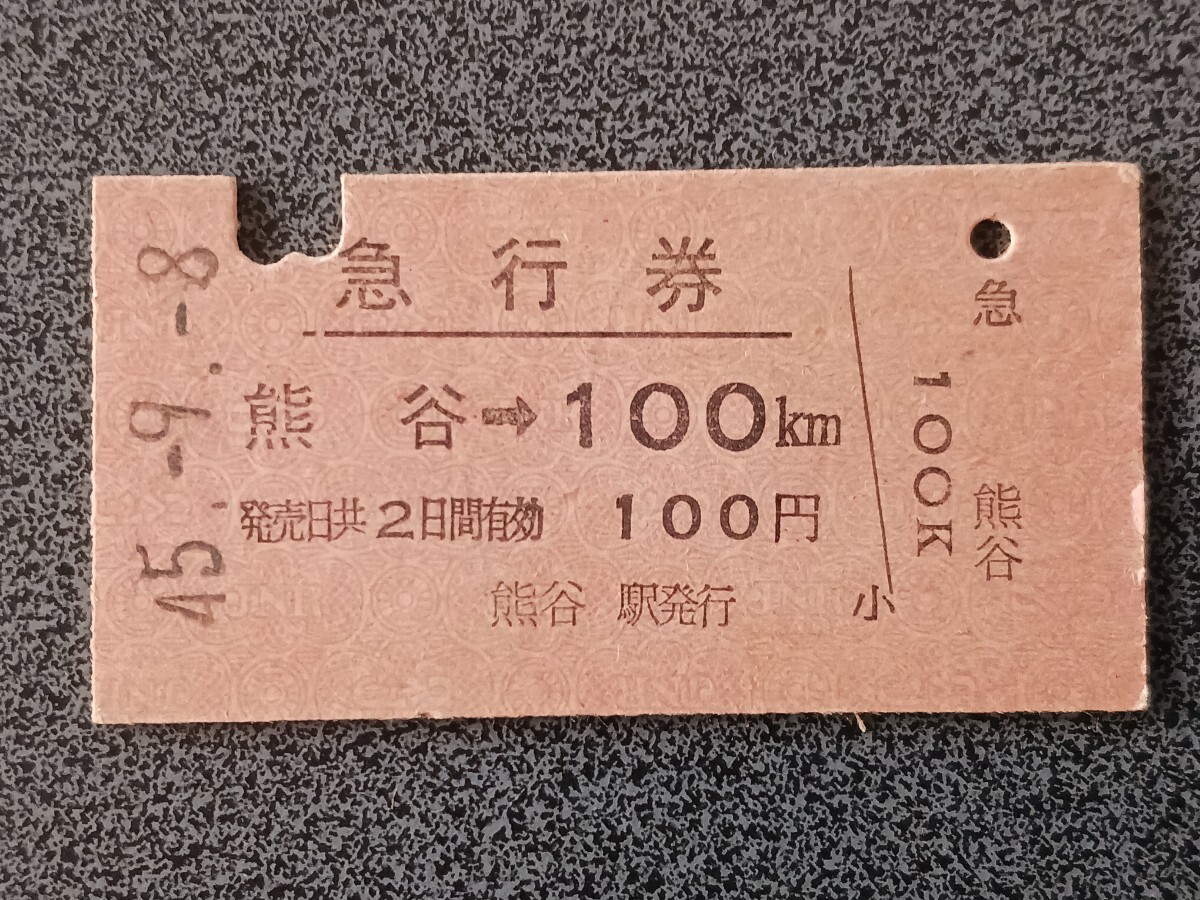 45.-9.-8
急行券
熊谷→100km
発売日共2日間有効 100円
熊谷 駅発行
小
急 熊谷
100K